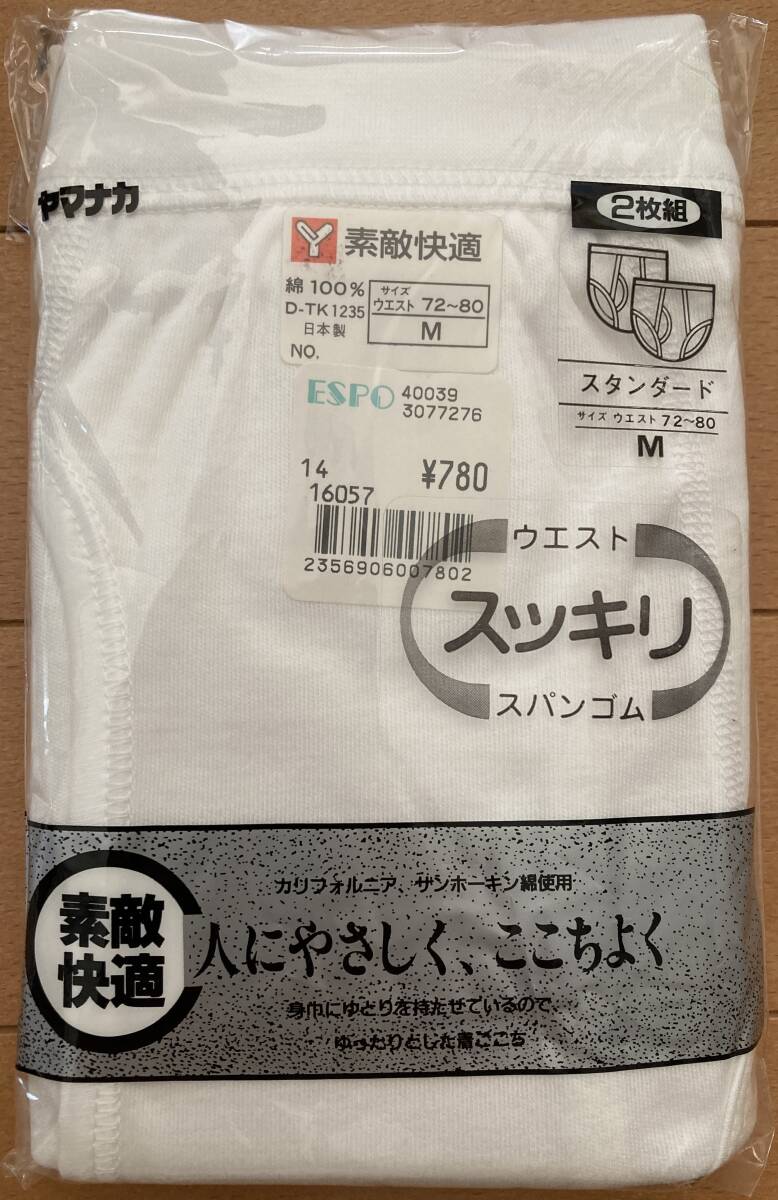 ヤマナカ
2枚組
素敵快適
綿 100%
D-TK1235
日本製
NO.
サイズ
ウエスト 72~80
M
ESPO 40039
3077276
14
¥780
16057
2356906007802
スタンダード
サイズ ウエスト 72~80
M
ウエスト
スッキリ
スパンゴム
カリフォルニア、サンホーキン綿使用
素敵
快適
人にやさしく、ここちよく
身巾にゆとりを持たせているので、
ゆったりとした着ごこち